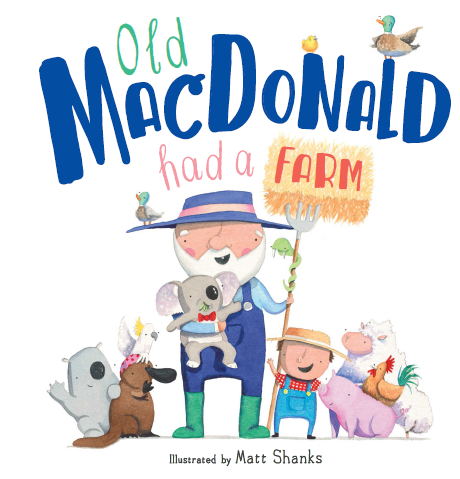 Old
MacDonald
had a FARM
Illustrated by Matt Shanks